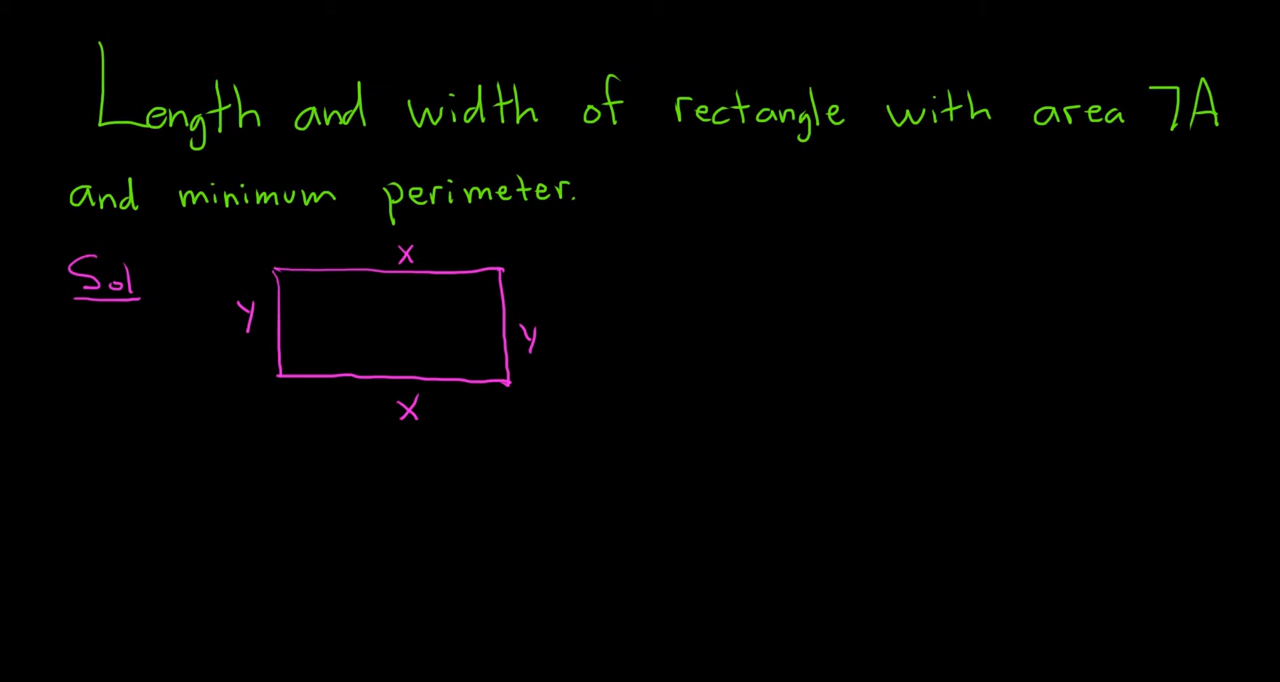 Length and width of rectangle with area 7A
and minimum perimeter.
Sol
x
y
y
x